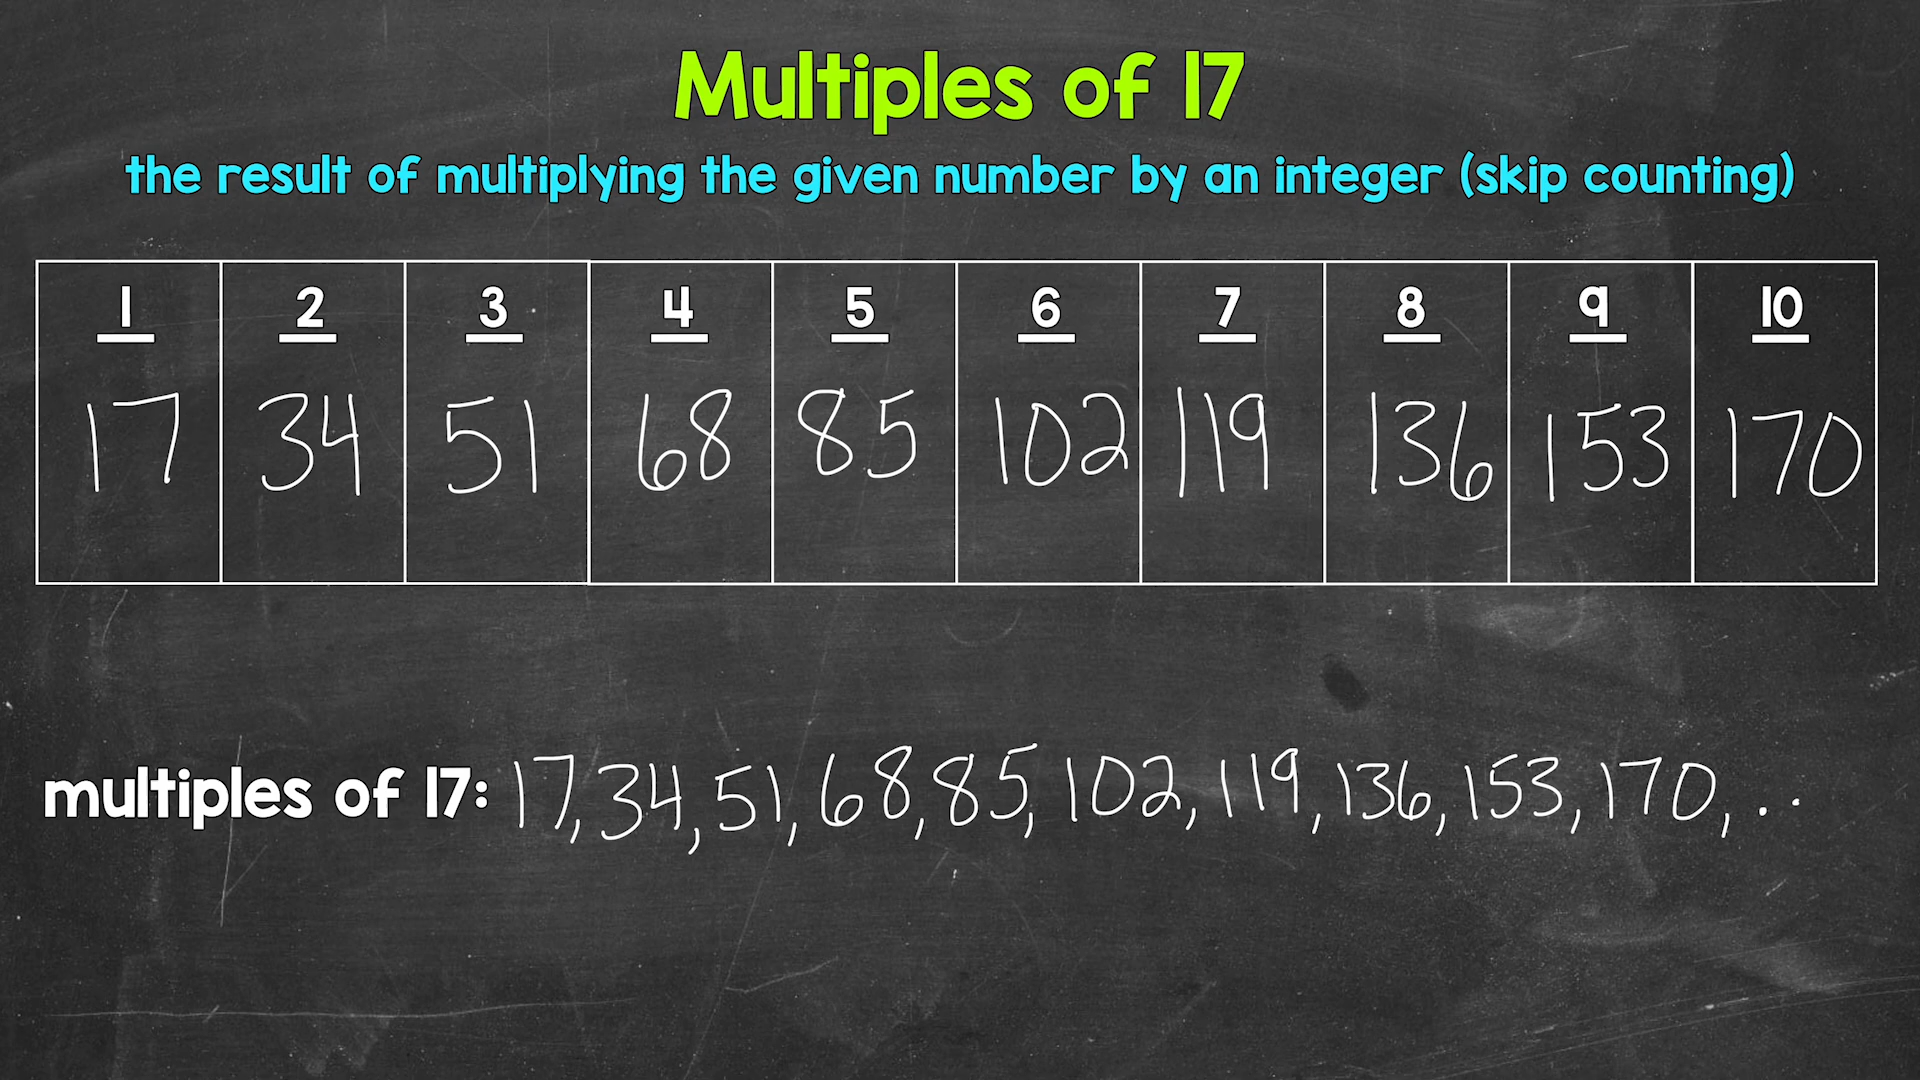 Multiples of 17
the result of multiplying the given number by an integer (skip counting)
1 2 3 4 5 6 7 8 9 10
17 34 51 68 85 102 119 136 153 170
multiples of 17: 17, 34, 51, 68, 85, 102, 119, 136, 153, 170, . .